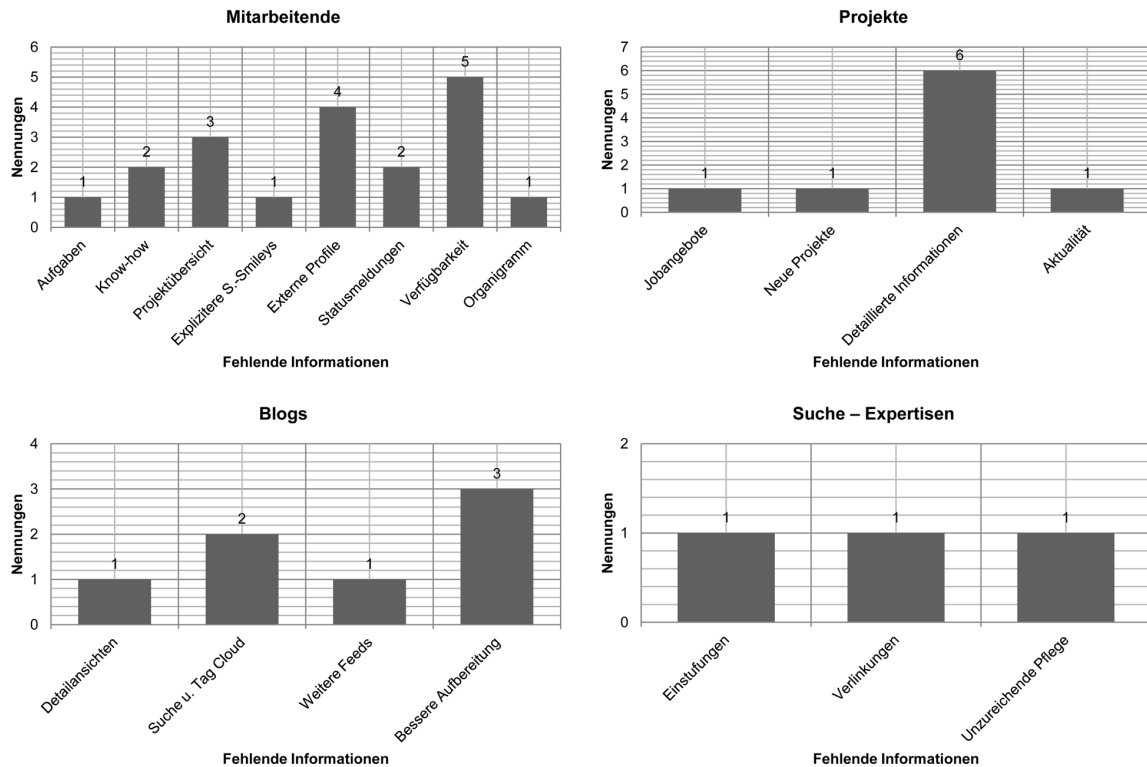 Mitarbeitende
Nennungen
6
5
4
3
2
1
0
1
2
3
1
4
2
5
1
Aufgaben
Know-how
Projektübersicht
Explizitere S.-Smileys
Externe Profile
Statusmeldungen
Verfügbarkeit
Organigramm
Fehlende Informationen
Projekte
Nennungen
7
6
5
4
3
2
1
0
1
1
6
1
Jobangebote
Neue Projekte
Detaillierte Informationen
Aktualität
Fehlende Informationen
Blogs
Nennungen
4
3
2
1
0
1
2
1
3
Detailansichten
Suche u. Tag Cloud
Weitere Feeds
Bessere Aufbereitung
Fehlende Informationen
Suche – Expertisen
Nennungen
2
1
0
1
1
1
Einstufungen
Verlinkungen
Unzureichende Pflege
Fehlende Informationen